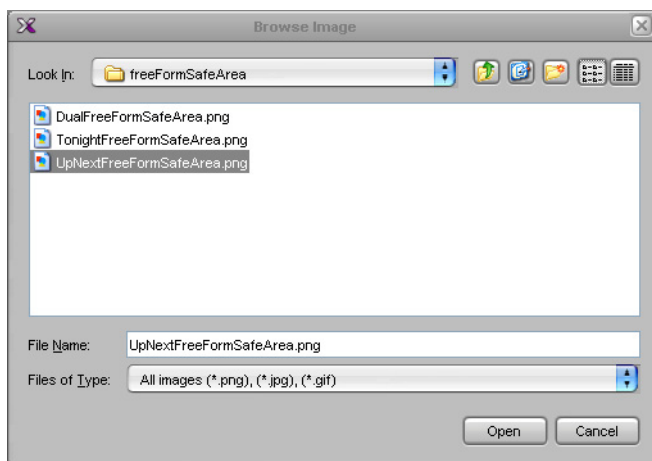 Browse Image
Look In: freeFormSafeArea
DualFreeFormSafeArea.png
TonightFreeFormSafeArea.png
UpNextFreeFormSafeArea.png
File Name: UpNextFreeFormSafeArea.png
Files of Type: All images (*.png), (*.jpg), (*.gif)
Open Cancel